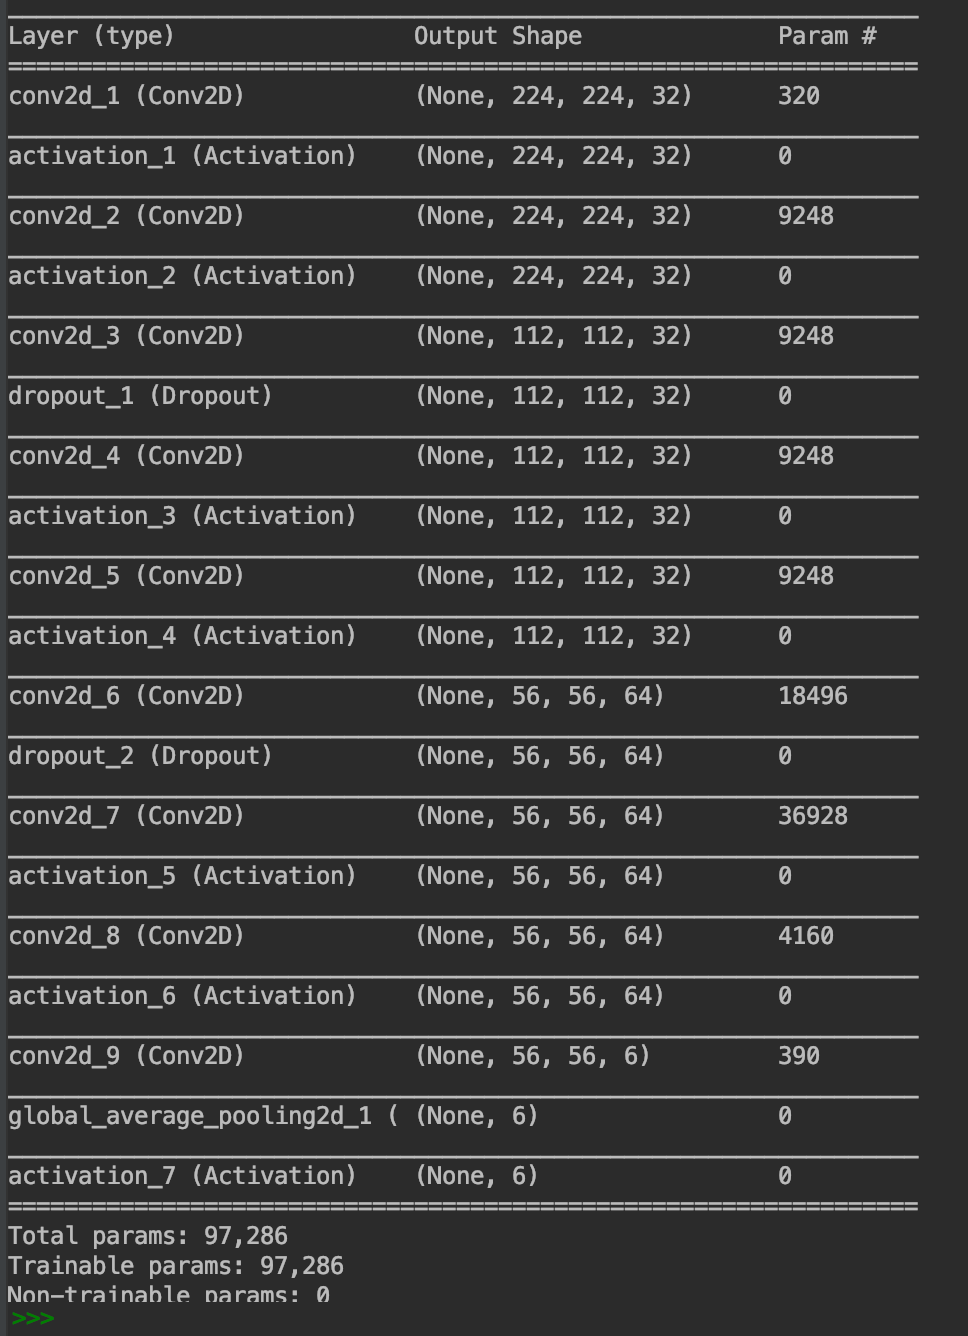 Layer (type) Output Shape Param #
conv2d_1 (Conv2D) (None, 224, 224, 32) 320
activation_1 (Activation) (None, 224, 224, 32) 0
conv2d_2 (Conv2D) (None, 224, 224, 32) 9248
activation_2 (Activation) (None, 224, 224, 32) 0
conv2d_3 (Conv2D) (None, 112, 112, 32) 9248
dropout_1 (Dropout) (None, 112, 112, 32) 0
conv2d_4 (Conv2D) (None, 112, 112, 32) 9248
activation_3 (Activation) (None, 112, 112, 32) 0
conv2d_5 (Conv2D) (None, 112, 112, 32) 9248
activation_4 (Activation) (None, 112, 112, 32) 0
conv2d_6 (Conv2D) (None, 56, 56, 64) 18496
dropout_2 (Dropout) (None, 56, 56, 64) 0
conv2d_7 (Conv2D) (None, 56, 56, 64) 36928
activation_5 (Activation) (None, 56, 56, 64) 0
conv2d_8 (Conv2D) (None, 56, 56, 64) 4160
activation_6 (Activation) (None, 56, 56, 64) 0
conv2d_9 (Conv2D) (None, 56, 56, 6) 390
global_average_pooling2d_1 ( (None, 6) 0
activation_7 (Activation) (None, 6) 0
Total params: 97,286
Trainable params: 97,286
Non-trainable params: 0
>>>